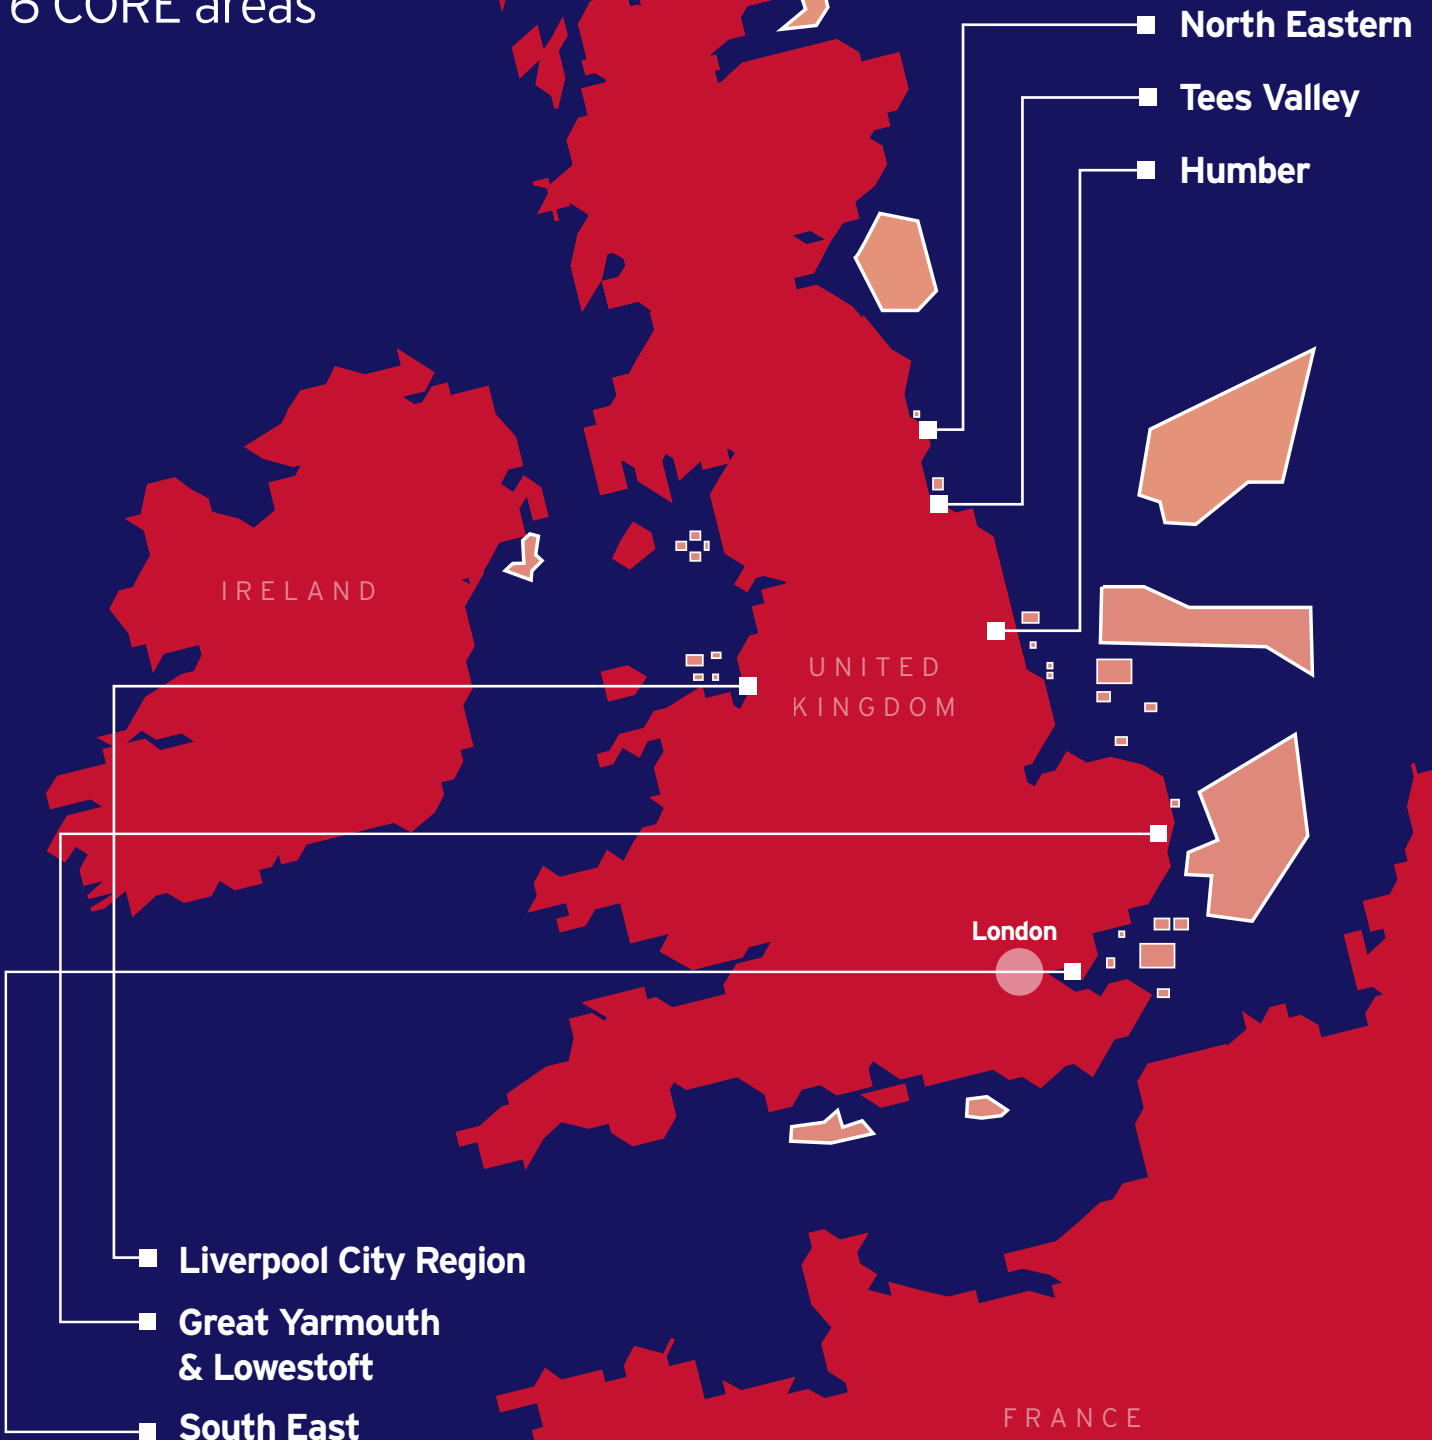 6 CORE areas
North Eastern
Tees Valley
Humber
IRELAND
UNITED
KINGDOM
London
Liverpool City Region
Great Yarmouth
& Lowestoft
South East
FRANCE